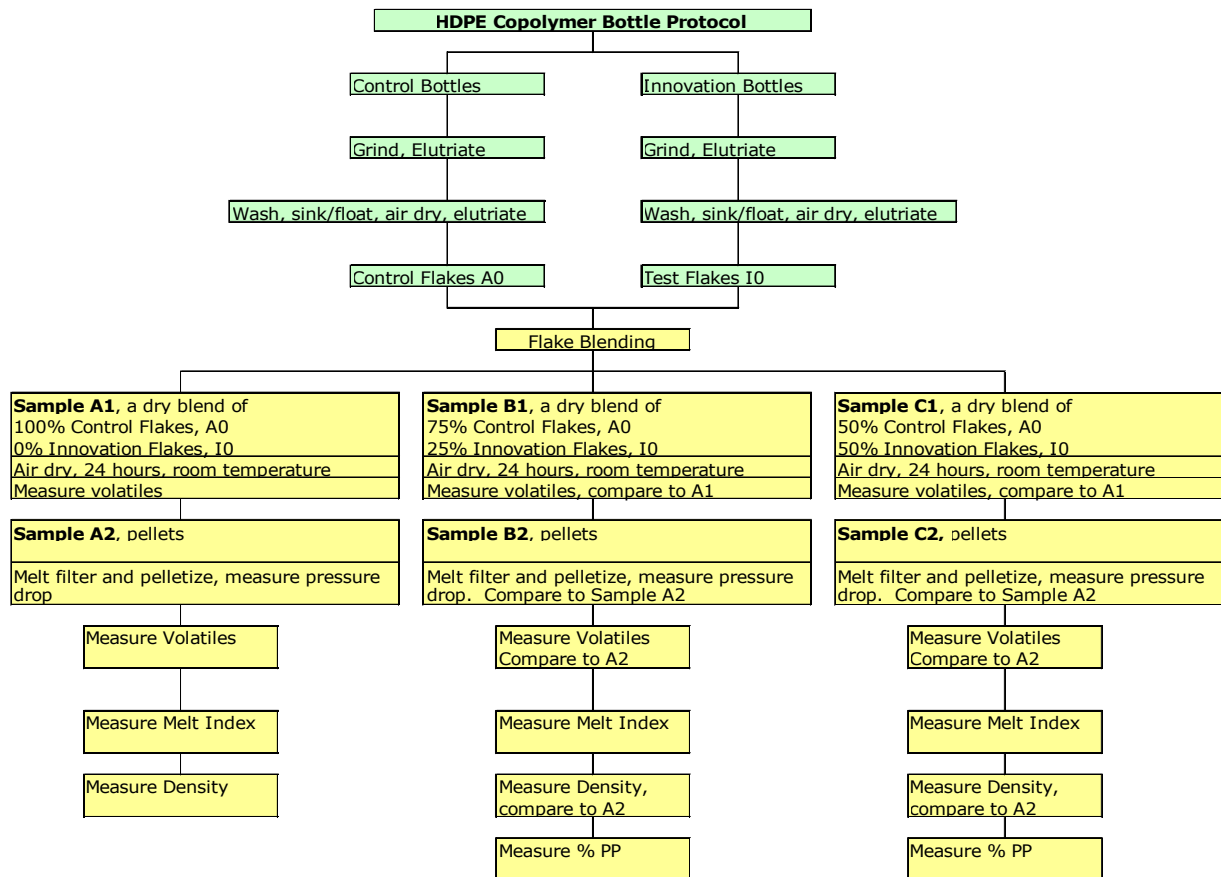 HDPE Copolymer Bottle Protocol
Control Bottles
Innovation Bottles
Grind, Elutriate
Grind, Elutriate
Wash, sink/float, air dry, elutriate
Wash, sink/float, air dry, elutriate
Control Flakes A0
Test Flakes I0
Flake Blending
Sample A1, a dry blend of
100% Control Flakes, A0
0% Innovation Flakes, I0
Air dry, 24 hours, room temperature
Measure volatiles
Sample B1, a dry blend of
75% Control Flakes, A0
25% Innovation Flakes, I0
Air dry, 24 hours, room temperature
Measure volatiles, compare to A1
Sample C1, a dry blend of
50% Control Flakes, A0
50% Innovation Flakes, I0
Air dry, 24 hours, room temperature
Measure volatiles, compare to A1
Sample A2, pellets
Melt filter and pelletize, measure pressure
drop
Sample B2, pellets
Melt filter and pelletize, measure pressure
drop.  Compare to Sample A2
Sample C2, pellets
Melt filter and pelletize, measure pressure
drop.  Compare to Sample A2
Measure Volatiles
Measure Volatiles
Compare to A2
Measure Volatiles
Compare to A2
Measure Melt Index
Measure Melt Index
Measure Melt Index
Measure Density
Measure Density,
compare to A2
Measure Density,
compare to A2
Measure % PP
Measure % PP